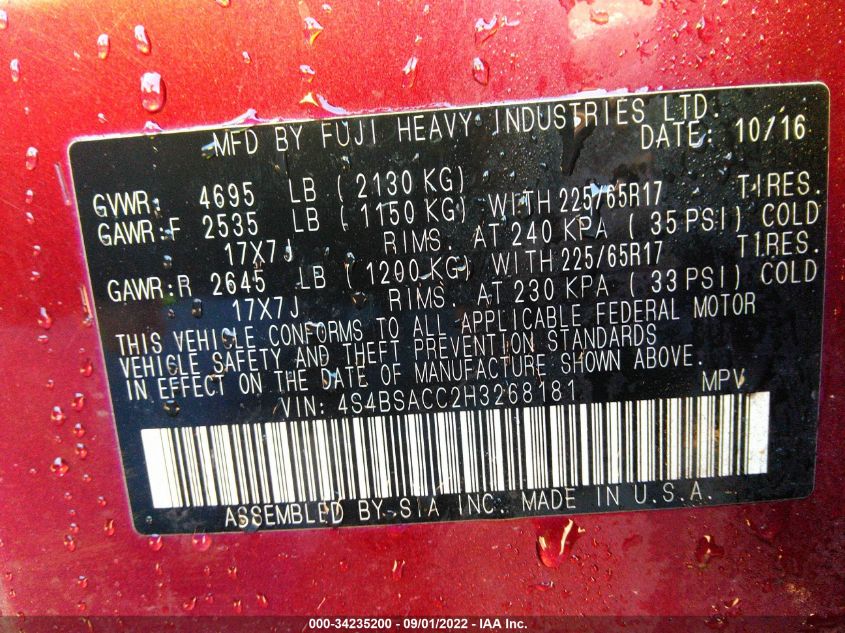 MFD BY FUJI HEAVY INDUSTRIES LTD.
DATE: 10/16
GVWR: 4695 LB ( 2130 KG)
GAWR:F 2535 LB ( 1150 KG) WITH 225/65R17 TIRES.
17X7J RIMS. AT 240 KPA ( 35 PSI) COLD
GAWR:R 2645 LB ( 1200 KG) WITH 225/65R17 TIRES.
17X7J RIMS. AT 230 KPA ( 33 PSI) COLD
THIS VEHICLE CONFORMS TO ALL APPLICABLE FEDERAL MOTOR
VEHICLE SAFETY AND THEFT PREVENTION STANDARDS
IN EFFECT ON THE DATE OF MANUFACTURE SHOWN ABOVE.
VIN: 4S4BSACC2H3268181 MPV
ASSEMBLED BY SIA INC. MADE IN U.S.A.
000-34235200 - 09/01/2022 - IAA Inc.